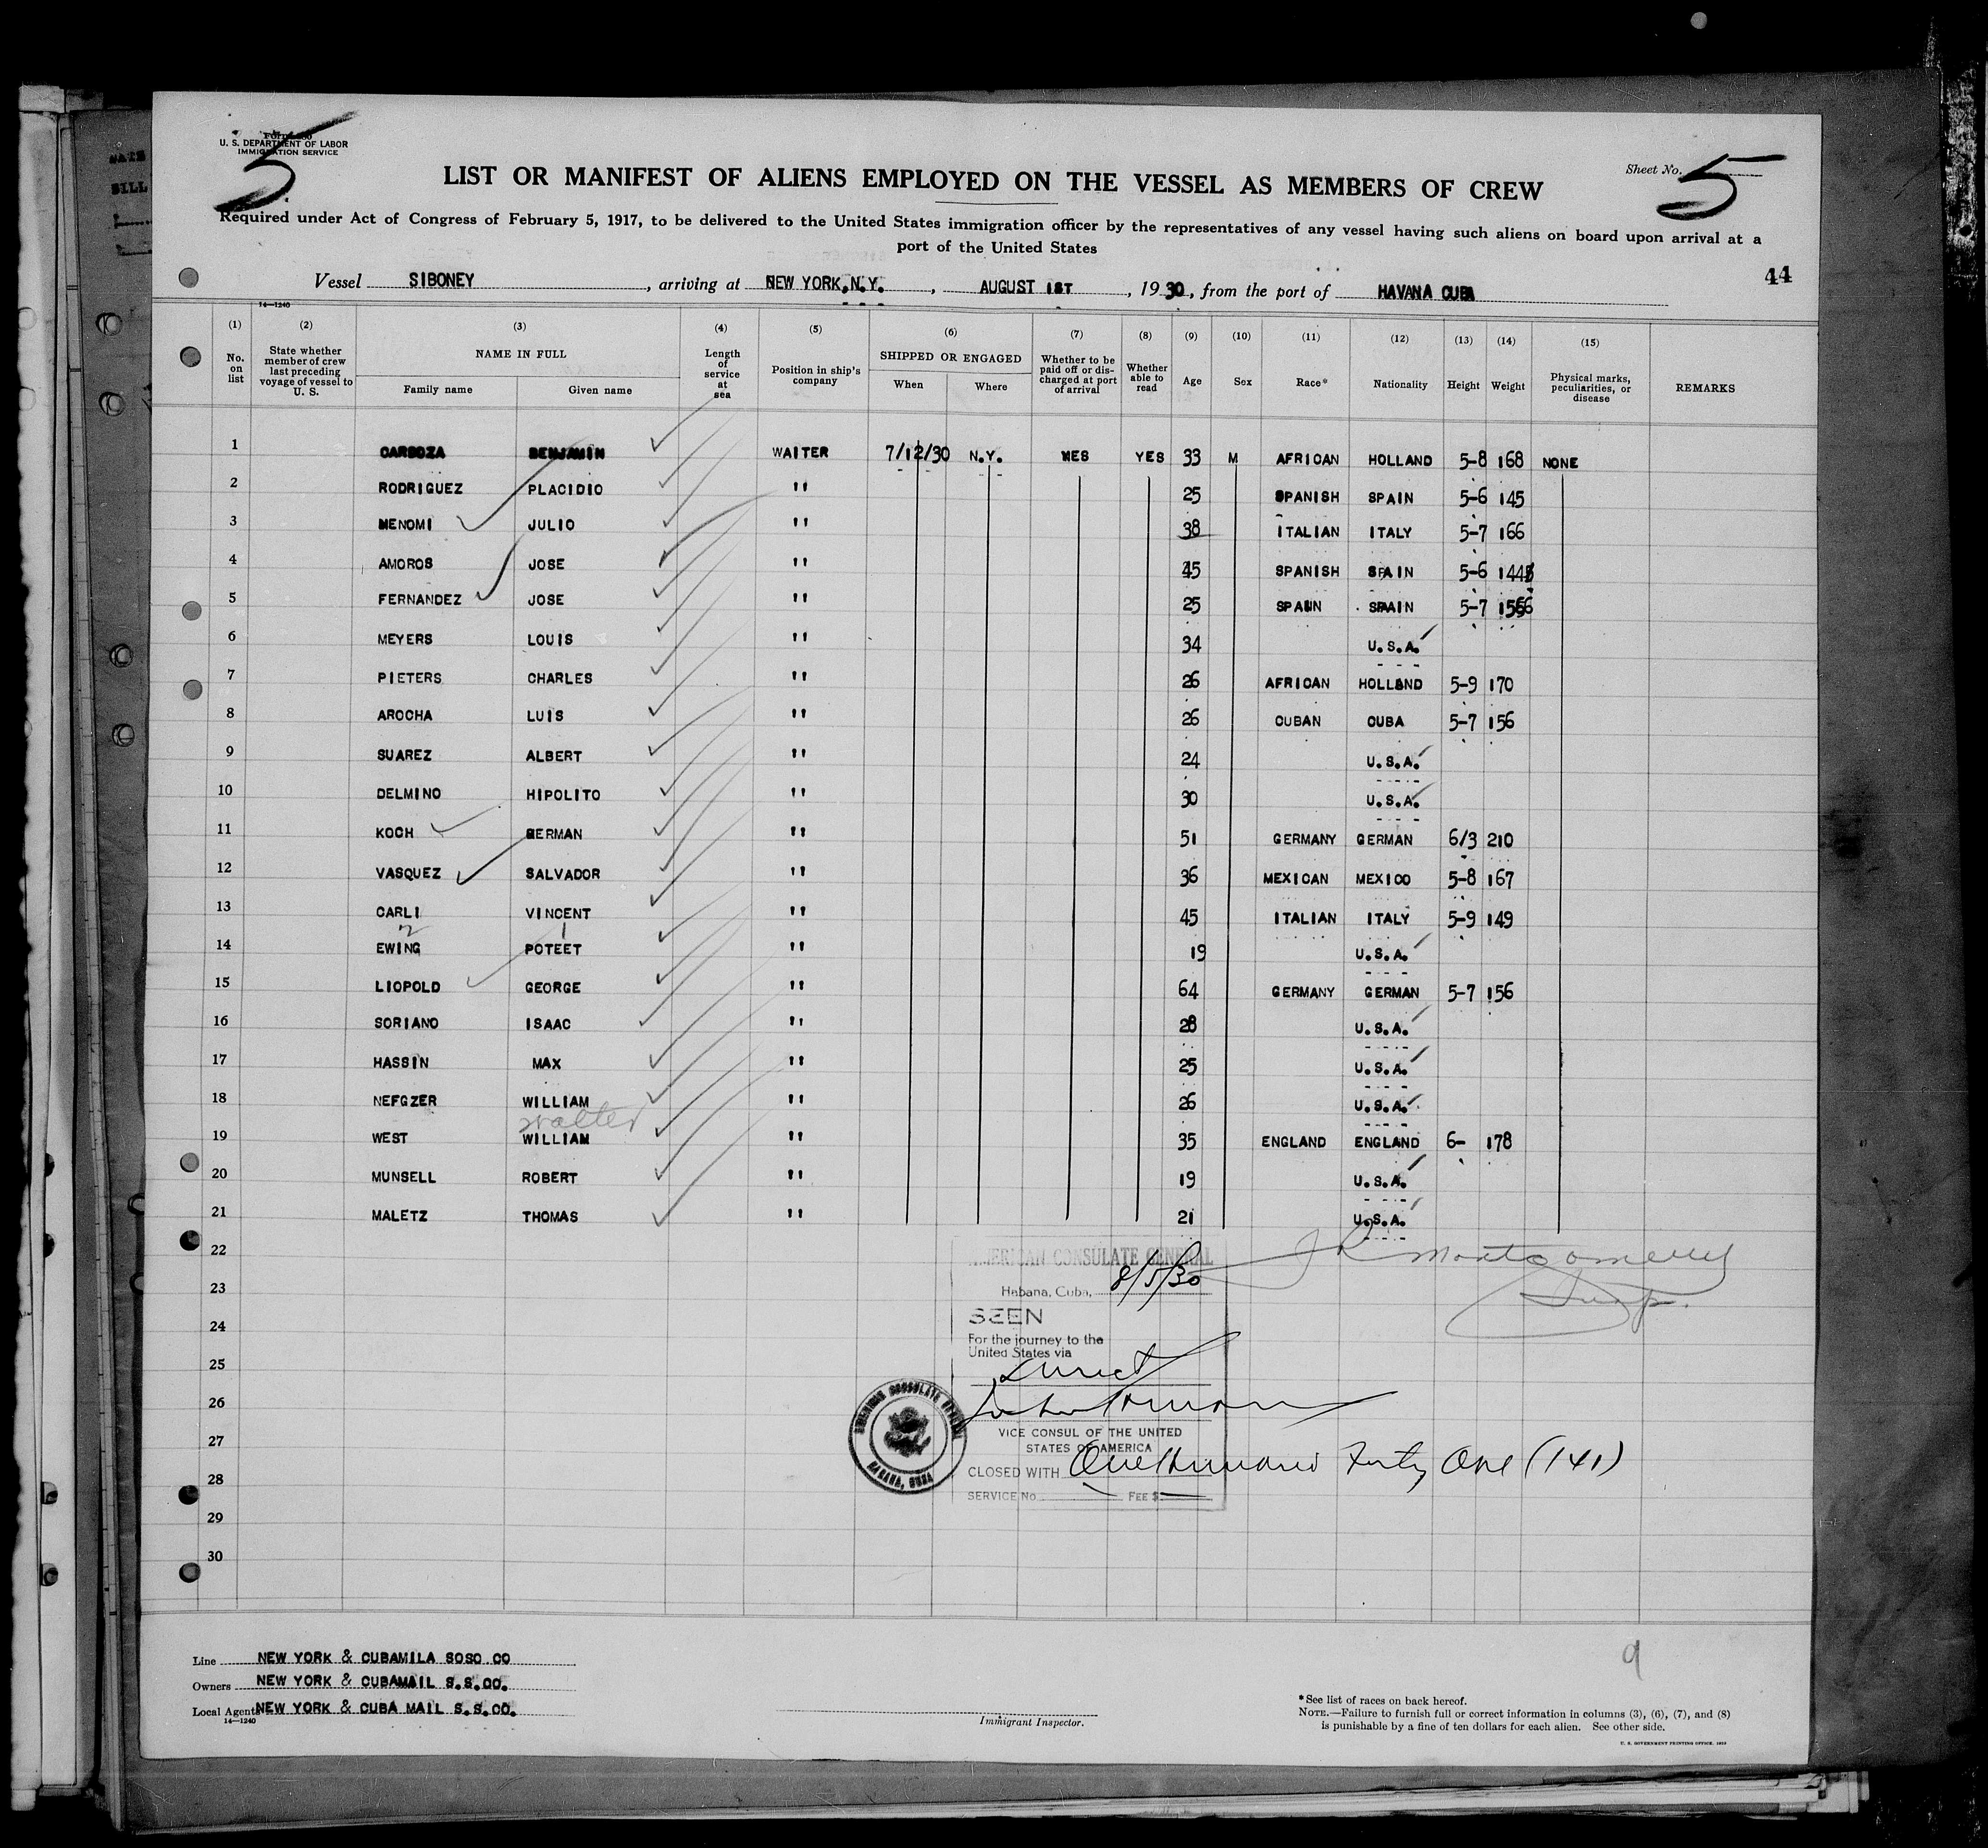 5
Form 680
U. S. DEPARTMENT OF LABOR
IMMIGRATION SERVICE
Sheet No. 5
LIST OR MANIFEST OF ALIENS EMPLOYED ON THE VESSEL AS MEMBERS OF CREW
Required under Act of Congress of February 5, 1917, to be delivered to the United States immigration officer by the representatives of any vessel having such aliens on board upon arrival at a
port of the United States
44
Vessel SIBONEY, arriving at NEW YORK,N.Y., AUGUST 1ST, 1930, from the port of HAVANA CUBA
14—1240
(1) (2) (3) (4) (5) (6) (7) (8) (9) (10) (11) (12) (13) (14) (15)
No. on list
State whether member of crew last preceding voyage of vessel to U. S.
NAME IN FULL
Family name
Given name
Length of service at sea
Position in ship's company
SHIPPED OR ENGAGED
When
Where
Whether to be paid off or discharged at port of arrival
Whether able to read
Age
Sex
Race*
Nationality
Height
Weight
Physical marks, peculiarities, or disease
REMARKS
1 CARDOZA BENJAMIN WAITER 7/12/30 N.Y. YES YES 33 M AFRICAN HOLLAND 5-8 168 NONE
2 RODRIGUEZ PLACIDIO " 25 SPANISH SPAIN 5-6 145
3 MENOMI JULIO " 38 ITALIAN ITALY 5-7 166
4 AMOROS JOSE " 45 SPANISH SPAIN 5-6 144
5 FERNANDEZ JOSE " 25 SPAIN SPAIN 5-7 156
6 MEYERS LOUIS " 34 U.S.A.
7 PIETERS CHARLES " 26 AFRICAN HOLLAND 5-9 170
8 AROCHA LUIS " 26 CUBAN CUBA 5-7 156
9 SUAREZ ALBERT " 24 U.S.A.
10 DELMINO HIPOLITO " 30 U.S.A.
11 KOCH GERMAN " 51 GERMANY GERMAN 6/3 210
12 VASQUEZ SALVADOR " 36 MEXICAN MEXICO 5-8 167
13 CARLI VINCENT " 45 ITALIAN ITALY 5-9 149
2 1
14 EWING POTEET " 19 U.S.A.
15 LIOPOLD GEORGE " 64 GERMANY GERMAN 5-7 156
16 SORIANO ISAAC " 28 U.S.A.
17 HASSIN MAX " 25 U.S.A.
18 NEFGZER WILLIAM " 26 U.S.A.
Walter
19 WEST WILLIAM " 35 ENGLAND ENGLAND 6- 178
20 MUNSELL ROBERT " 19 U.S.A.
21 MALETZ THOMAS " 21 U.S.A.
22
23
24
25
26
27
28
29
30
AMERICAN CONSULATE GENERAL
Habana, Cuba, 8/5/30
SEEN
For the journey to the
United States via
direct
VICE CONSUL OF THE UNITED
STATES OF AMERICA
CLOSED WITH One Hundred Forty One (141)
SERVICE No. FEE $
Montgomery
Insp.
AMERICAN CONSULATE GENERAL
HABANA, CUBA
Line NEW YORK & CUBAMILA SOSO CO
Owners NEW YORK & CUBAMAIL S.S.CO.
Local Agents NEW YORK & CUBA MAIL S.S.CO.
14—1240
Immigrant Inspector.
9
*See list of races on back hereof.
NOTE.—Failure to furnish full or correct information in columns (3), (6), (7), and (8)
is punishable by a fine of ten dollars for each alien. See other side.